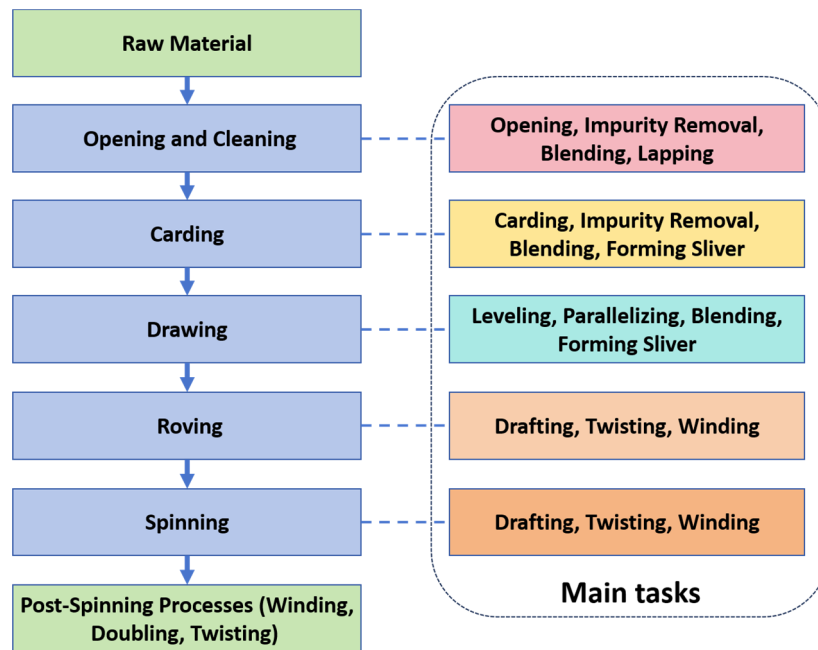 Raw Material
Opening and Cleaning
Opening, Impurity Removal,
Blending, Lapping
Carding
Carding, Impurity Removal,
Blending, Forming Sliver
Drawing
Leveling, Parallelizing, Blending,
Forming Sliver
Roving
Drafting, Twisting, Winding
Spinning
Drafting, Twisting, Winding
Post-Spinning Processes (Winding,
Doubling, Twisting)
Main tasks